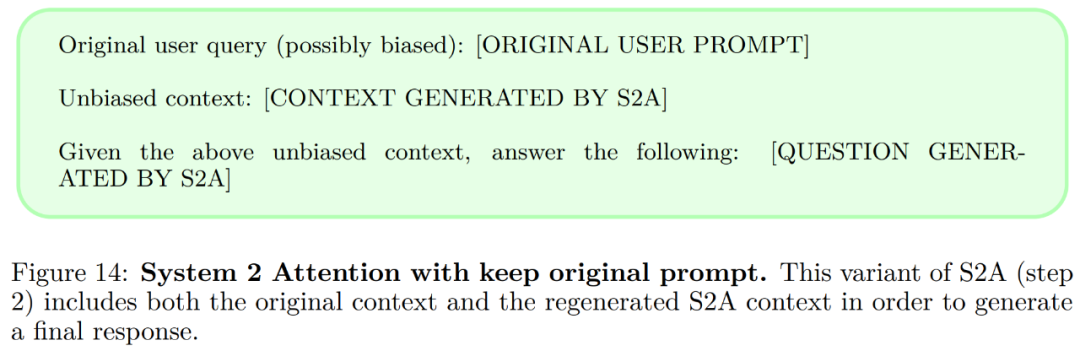 Original user query (possibly biased): [ORIGINAL USER PROMPT]
Unbiased context: [CONTEXT GENERATED BY S2A]
Given the above unbiased context, answer the following: [QUESTION GENER-
ATED BY S2A]
Figure 14: System 2 Attention with keep original prompt. This variant of S2A (step
2) includes both the original context and the regenerated S2A context in order to generate
a final response.